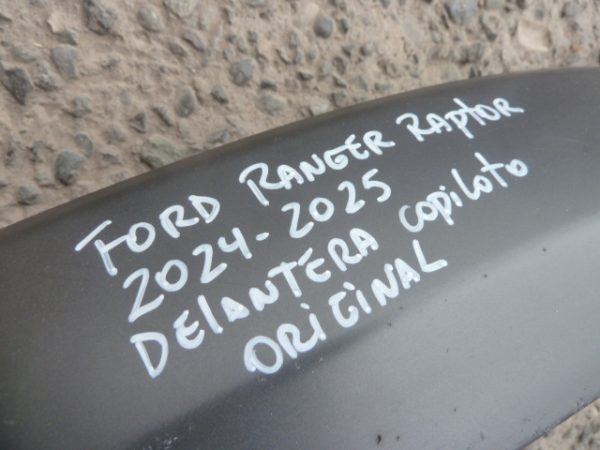 FORD RANGER RAPTOR
2024-2025
DElANTERA copiloto
ORiGiNAL